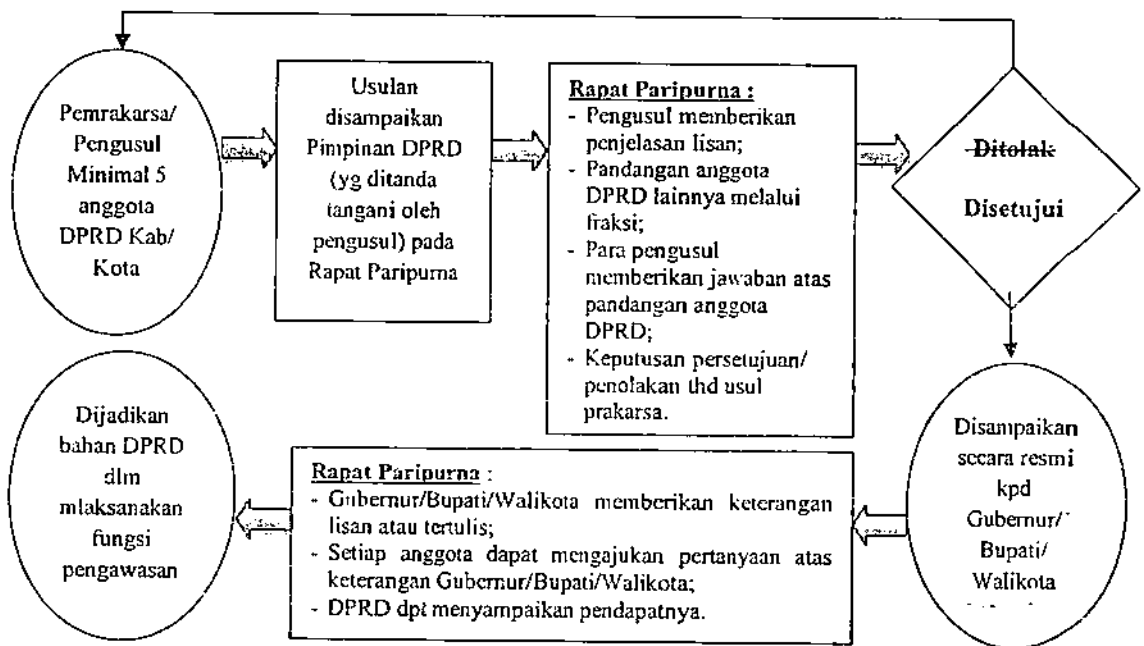 Pemrakarsa/
Pengusul
Minimal 5
anggota
DPRD Kab/
Kota
Usulan
disampaikan
Pimpinan DPRD
(yg ditanda
tangani oleh
pengusul) pada
Rapat Paripurna
Rapat Paripurna :
- Pengusul memberikan
penjelasan lisan;
- Pandangan anggota
DPRD lainnya melalui
fraksi;
- Para pengusul
memberikan jawaban atas
pandangan anggota
DPRD;
- Keputusan persetujuan/
penolakan thd usul
prakarsa.
Ditolak
Disetujui
Disampaikan
secara resmi
kpd
Gubernur/
Bupati/
Walikota
Rapat Paripurna :
- Gubernur/Bupati/Walikota memberikan keterangan
lisan atau tertulis;
- Setiap anggota dapat mengajukan pertanyaan atas
keterangan Gubernur/Bupati/Walikota;
- DPRD dpt menyampaikan pendapatnya.
Dijadikan
bahan DPRD
dlm
mlaksanakan
fungsi
pengawasan